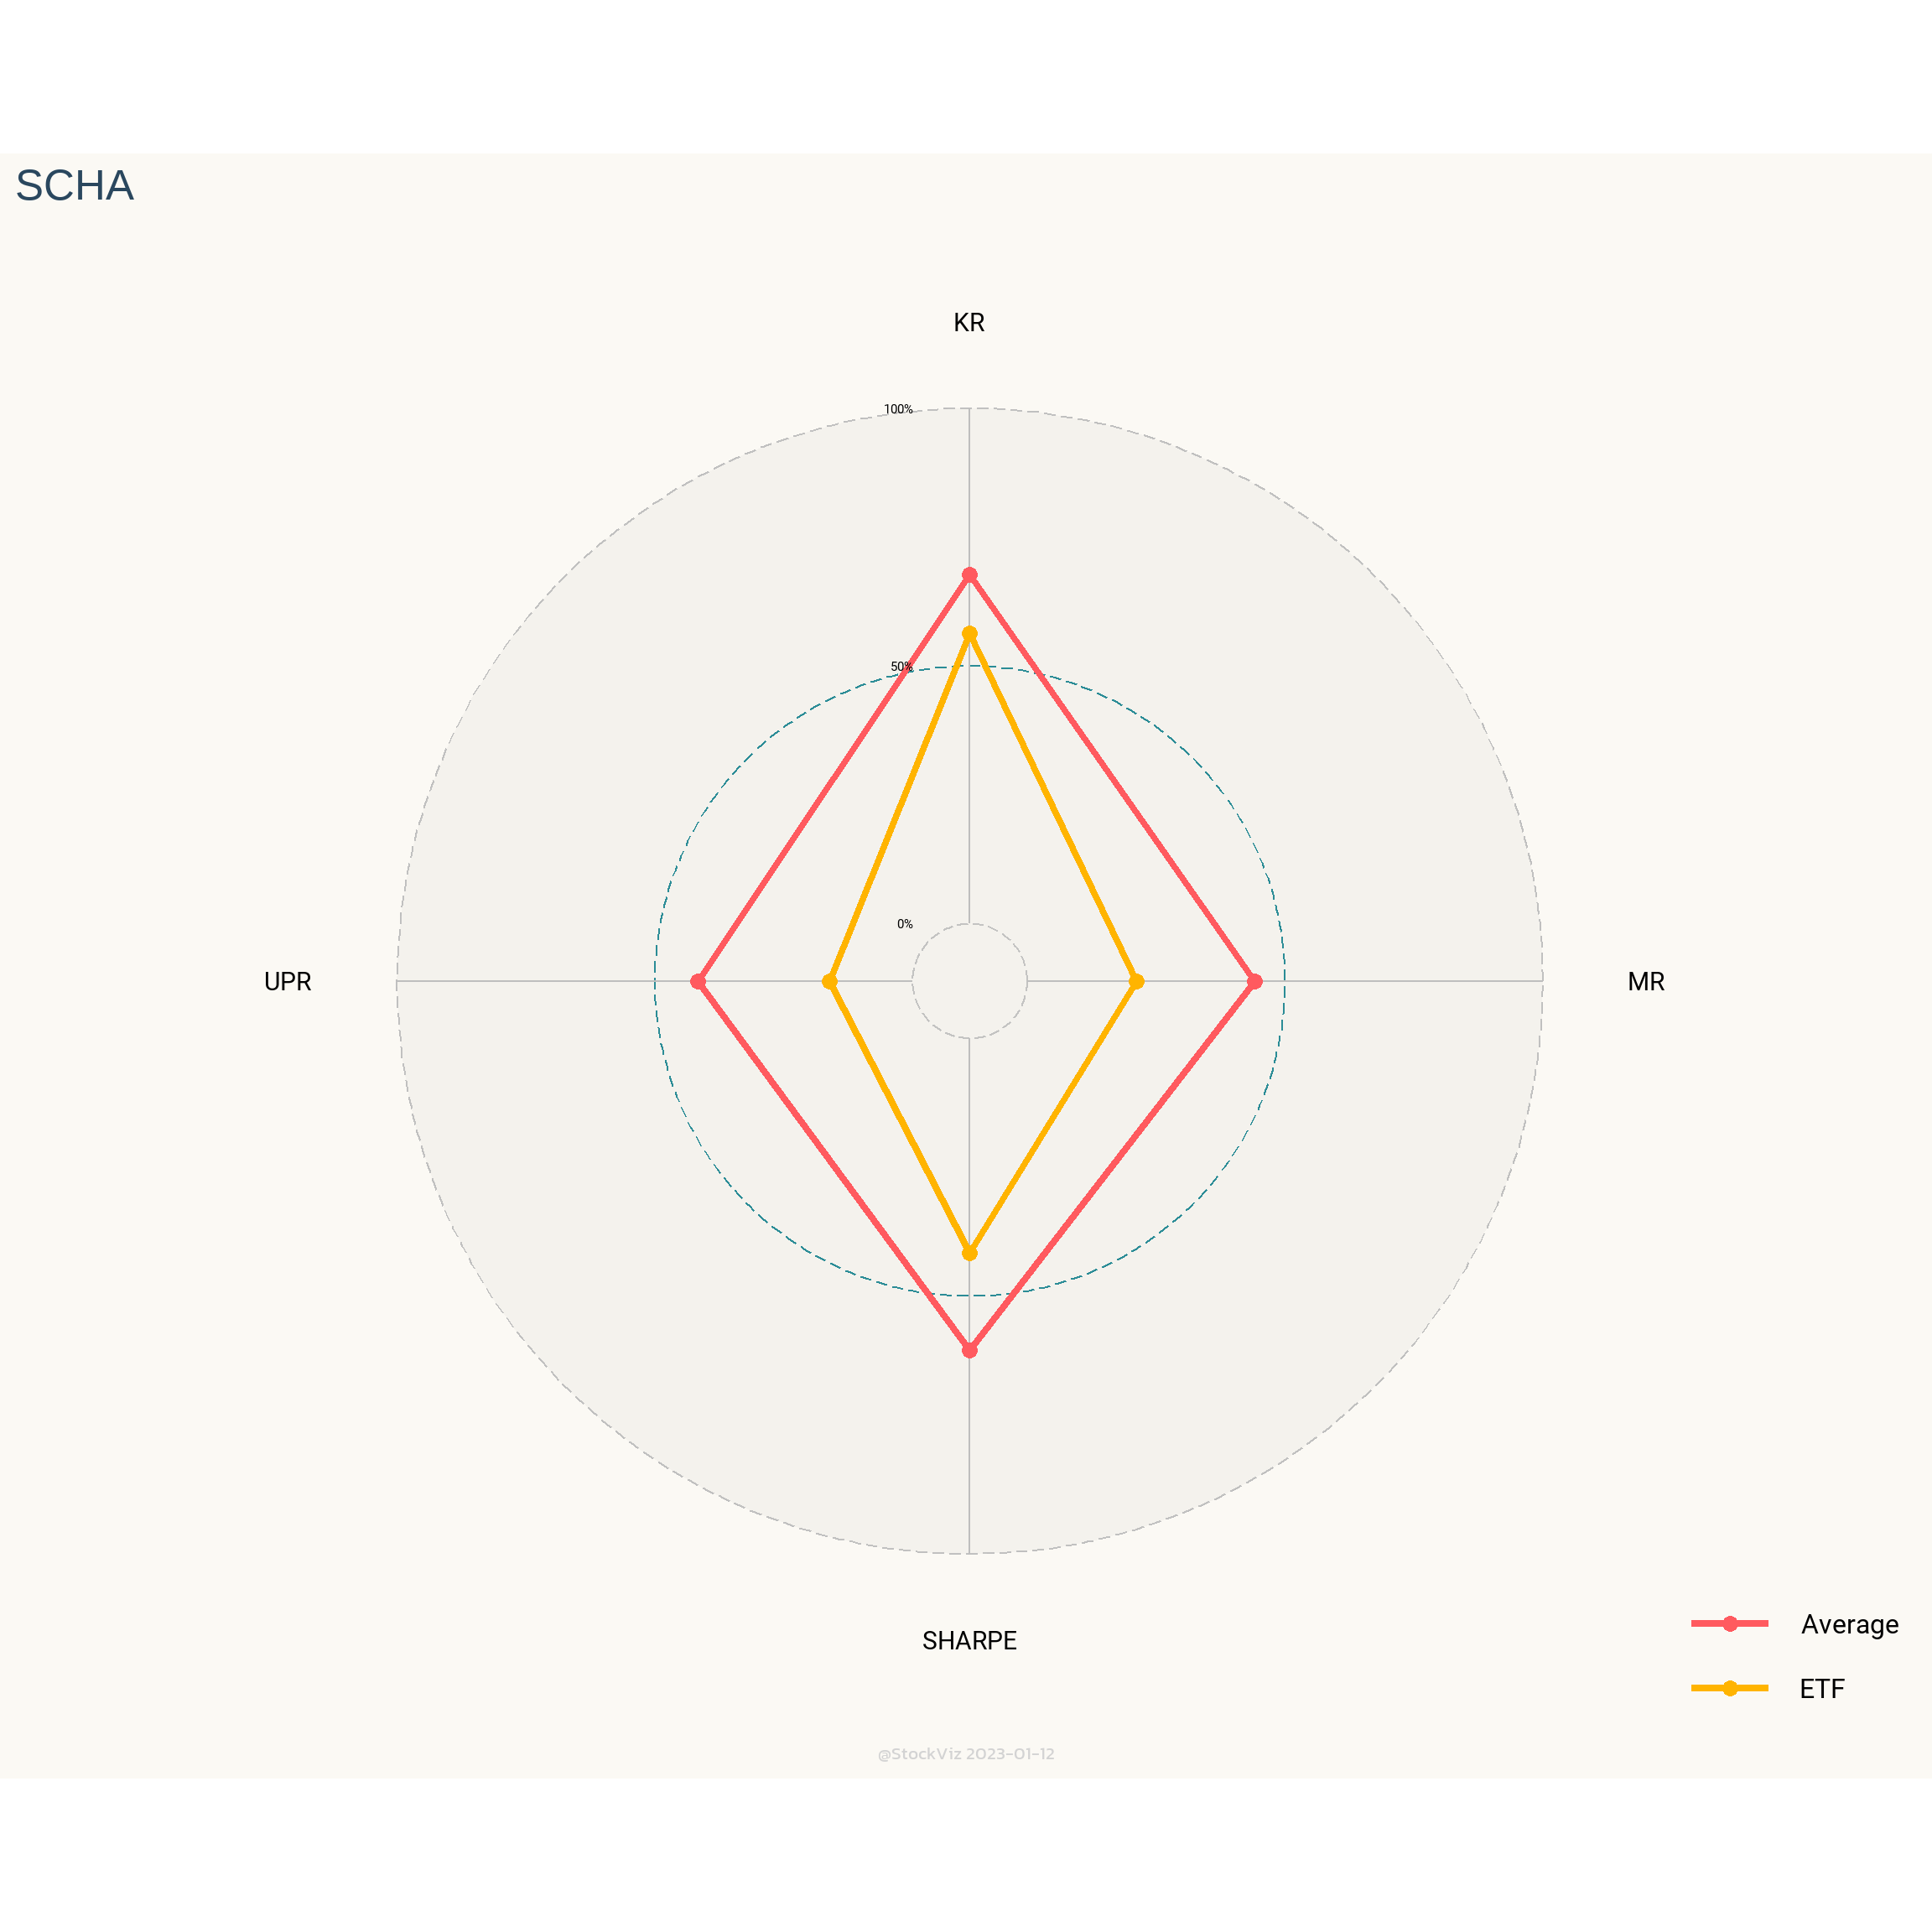 SCHA
KR
100%
50%
0%
UPR
MR
SHARPE
Average
ETF
@StockViz 2023-01-12